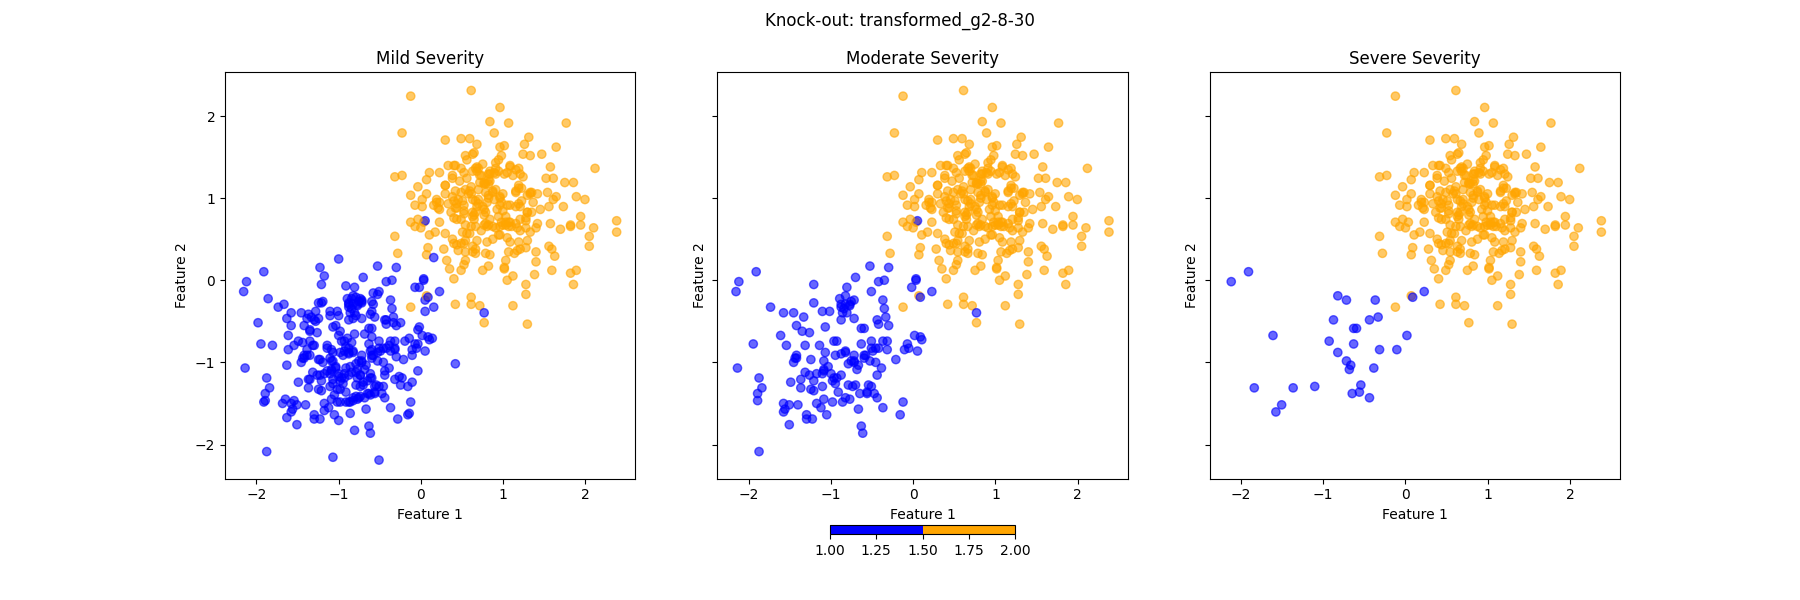 Knock-out: transformed_g2-8-30
Mild Severity
Moderate Severity
Severe Severity
Feature 2
2
1
0
−1
−2
−2 −1 0 1 2
Feature 1
Feature 2
−2 −1 0 1 2
Feature 1
Feature 2
−2 −1 0 1 2
Feature 1
1.00 1.25 1.50 1.75 2.00